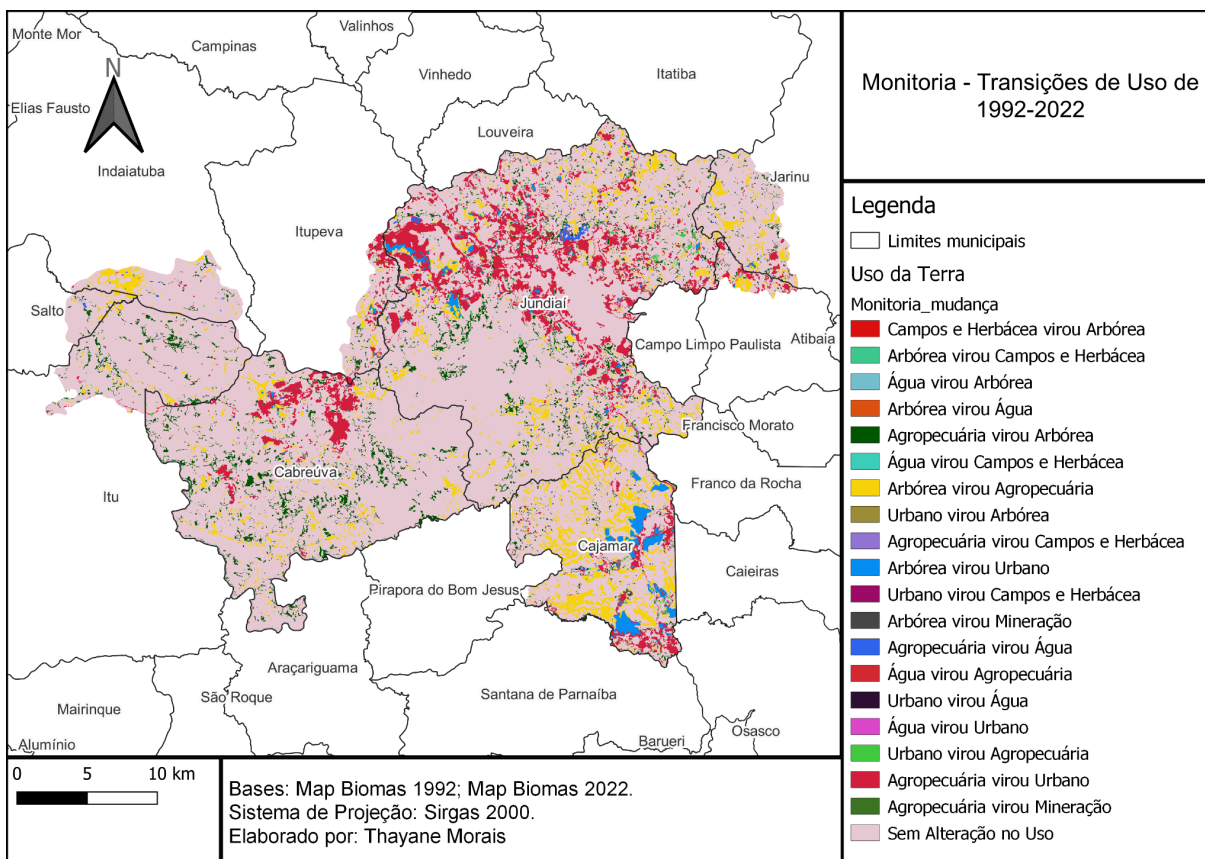 Monitoria - Transições de Uso de
1992-2022
Monte Mor
Campinas
Valinhos
Vinhedo
Itatiba
N
Elias Fausto
Louveira
Indaiatuba
Jarinu
Itupeva
Salto
Jundiaí
Campo Limpo Paulista
Atibaia
Francisco Morato
Cabreúva
Franco da Rocha
Itu
Cajamar
Caieiras
Pirapora do Bom Jesus
Araçariguama
São Roque
Santana de Parnaíba
Mairinque
Osasco
Alumínio
Barueri
Legenda
Limites municipais
Uso da Terra
Monitoria_mudança
Campos e Herbácea virou Arbórea
Arbórea virou Campos e Herbácea
Água virou Arbórea
Arbórea virou Água
Agropecuária virou Arbórea
Água virou Campos e Herbácea
Arbórea virou Agropecuária
Urbano virou Arbórea
Agropecuária virou Campos e Herbácea
Arbórea virou Urbano
Urbano virou Campos e Herbácea
Arbórea virou Mineração
Agropecuária virou Água
Água virou Agropecuária
Urbano virou Água
Água virou Urbano
Urbano virou Agropecuária
Agropecuária virou Urbano
Agropecuária virou Mineração
Sem Alteração no Uso
0 5 10 km
Bases: Map Biomas 1992; Map Biomas 2022.
Sistema de Projeção: Sirgas 2000.
Elaborado por: Thayane Morais